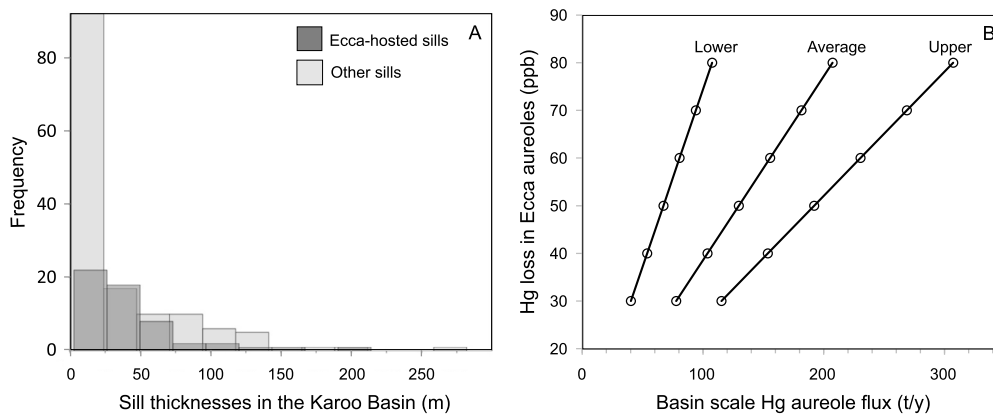 A
Ecca-hosted sills
Other sills
80
60
40
20
0
Frequency
0 50 100 150 200 250
Sill thicknesses in the Karoo Basin (m)
B
Lower Average Upper
90
80
70
60
50
40
30
20
Hg loss in Ecca aureoles (ppb)
0 100 200 300
Basin scale Hg aureole flux (t/y)